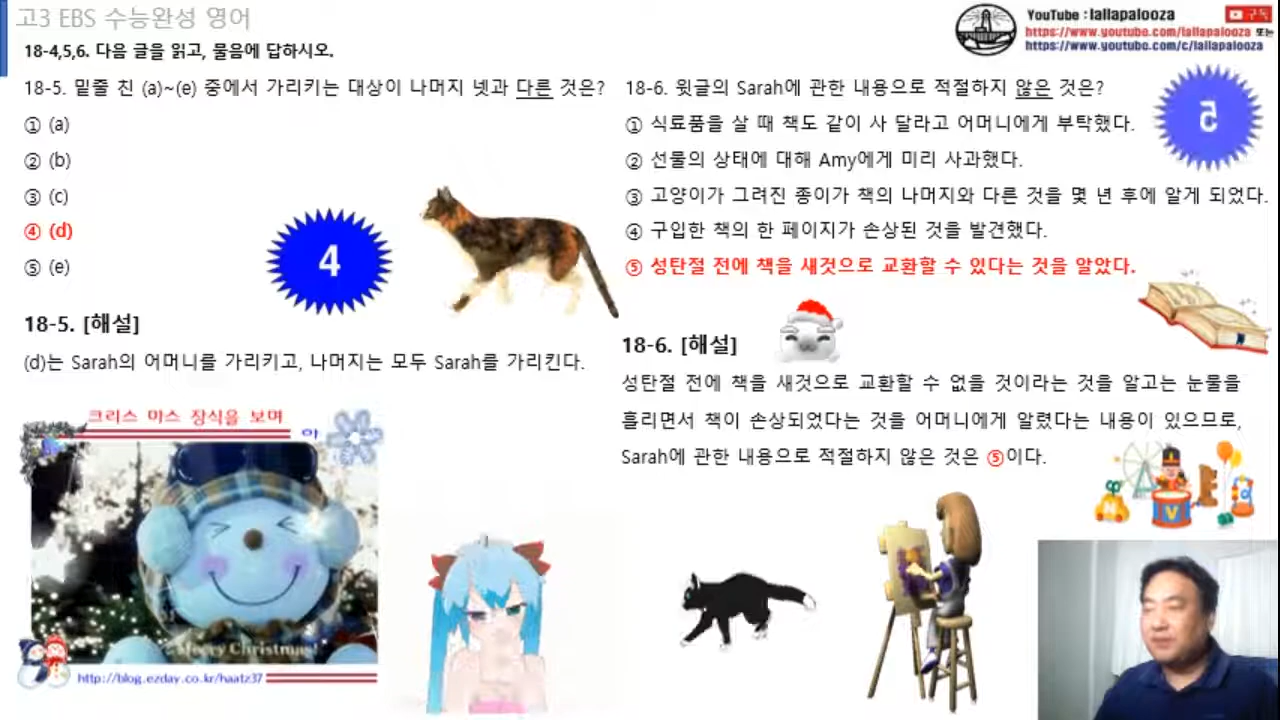 고3 EBS 수능완성 영어
YouTube : lallapalooza
구독
https://www.youtube.com/lallapalooza 또는
https://www.youtube.com/c/lallapalooza
18-4,5,6. 다음 글을 읽고, 물음에 답하시오.
18-5. 밑줄 친 (a)~(e) 중에서 가리키는 대상이 나머지 넷과 다른 것은?
① (a)
② (b)
③ (c)
④ (d)
⑤ (e)
4
18-5. [해설]
(d)는 Sarah의 어머니를 가리키고, 나머지는 모두 Sarah를 가리킨다.
18-6. 윗글의 Sarah에 관한 내용으로 적절하지 않은 것은?
① 식료품을 살 때 책도 같이 사 달라고 어머니에게 부탁했다.
② 선물의 상태에 대해 Amy에게 미리 사과했다.
③ 고양이가 그려진 종이가 책의 나머지와 다른 것을 몇 년 후에 알게 되었다.
④ 구입한 책의 한 페이지가 손상된 것을 발견했다.
⑤ 성탄절 전에 책을 새것으로 교환할 수 있다는 것을 알았다.
5
18-6. [해설]
성탄절 전에 책을 새것으로 교환할 수 없을 것이라는 것을 알고는 눈물을
흘리면서 책이 손상되었다는 것을 어머니에게 알렸다는 내용이 있으므로,
Sarah에 관한 내용으로 적절하지 않은 것은 ⑤이다.
크리스 마스 장식을 보며
Merry Christmas!
http://blog.ezday.co.kr/haatz37